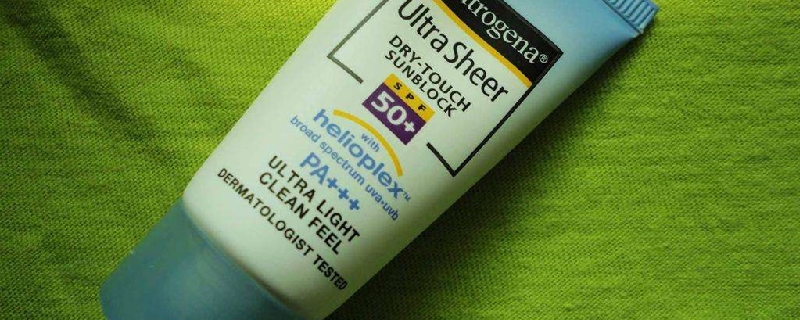 utrogena®
Ultra Sheer
DRY-TOUCH
SUNBLOCK
SPF
50+
with
helioplex™
broad spectrum uva·uvb
PA+++
ULTRA LIGHT
CLEAN FEEL
DERMATOLOGIST TESTED